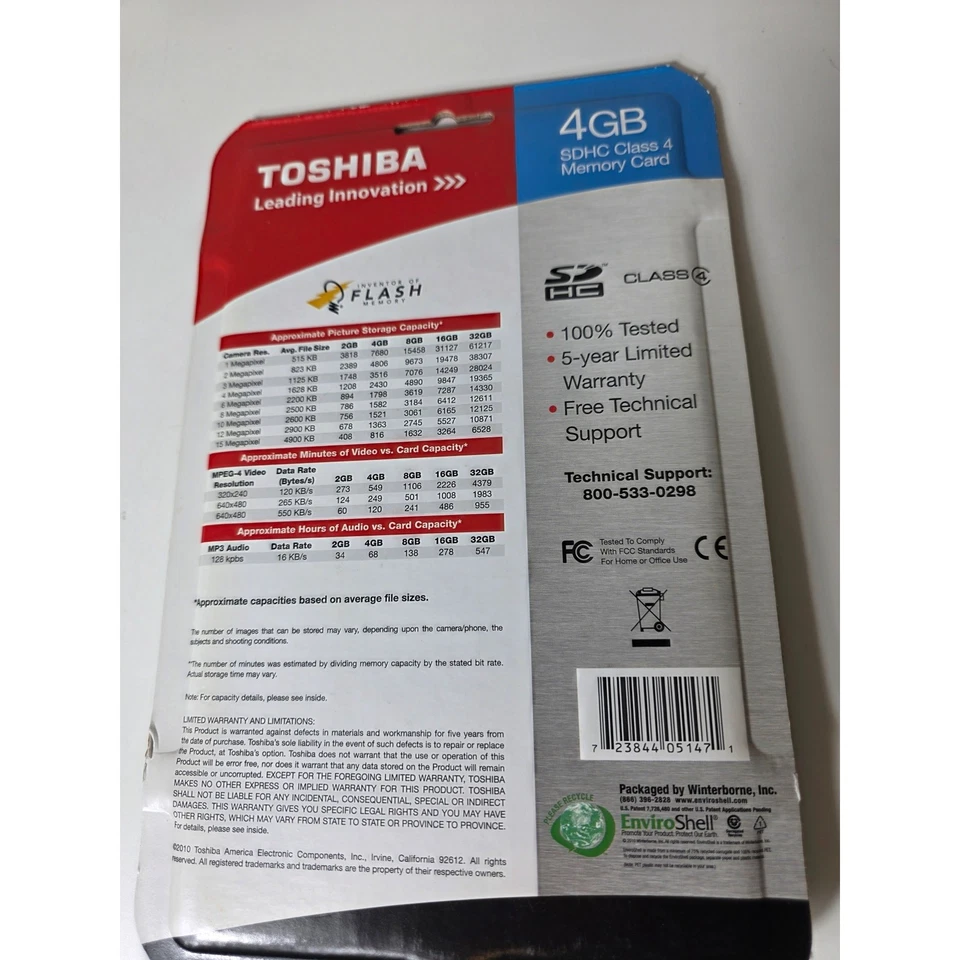 TOSHIBA
Leading Innovation >>>
4GB
SDHC Class 4
Memory Card
INVENTOR OF
FLASH
MEMORY
SD™
HC
CLASS 4
• 100% Tested
• 5-year Limited
Warranty
• Free Technical
Support
Technical Support:
800-533-0298
Approximate Picture Storage Capacity*
Camera Res. Avg. File Size 2GB 4GB 8GB 16GB 32GB
1 Megapixel 515 KB 3818 7680 15458 31127 61217
2 Megapixel 823 KB 2389 4806 9673 19478 38307
3 Megapixel 1125 KB 1748 3516 7076 14249 28024
4 Megapixel 1628 KB 1208 2430 4890 9847 19365
6 Megapixel 2200 KB 894 1798 3619 7287 14330
8 Megapixel 2500 KB 786 1582 3184 6412 12611
10 Megapixel 2600 KB 756 1521 3061 6165 12125
12 Megapixel 2900 KB 678 1363 2745 5527 10871
15 Megapixel 4900 KB 408 816 1632 3264 6528
Approximate Minutes of Video vs. Card Capacity*
MPEG-4 Video Data Rate
Resolution (Bytes/s) 2GB 4GB 8GB 16GB 32GB
320x240 120 KB/s 273 549 1106 2226 4379
640x480 265 KB/s 124 249 501 1008 1983
640x480 550 KB/s 60 120 241 486 955
Approximate Hours of Audio vs. Card Capacity*
MP3 Audio Data Rate 2GB 4GB 8GB 16GB 32GB
128 kpbs 16 KB/s 34 68 138 278 547
*Approximate capacities based on average file sizes.
The number of images that can be stored may vary, depending upon the camera/phone, the
subjects and shooting conditions.
*The number of minutes was estimated by dividing memory capacity by the stated bit rate.
Actual storage time may vary.
Note: For capacity details, please see inside.
LIMITED WARRANTY AND LIMITATIONS:
This Product is warranted against defects in materials and workmanship for five years from
the date of purchase. Toshiba's sole liability in the event of such defects is to repair or replace
the Product, at Toshiba's option. Toshiba does not warrant that the use or operation of this
Product will be error free, nor does it warrant that any data stored on the Product will remain
accessible or uncorrupted. EXCEPT FOR THE FOREGOING LIMITED WARRANTY, TOSHIBA
MAKES NO OTHER EXPRESS OR IMPLIED WARRANTY FOR THIS PRODUCT. TOSHIBA
SHALL NOT BE LIABLE FOR ANY INCIDENTAL, CONSEQUENTIAL, SPECIAL OR INDIRECT
DAMAGES. THIS WARRANTY GIVES YOU SPECIFIC LEGAL RIGHTS AND YOU MAY HAVE
OTHER RIGHTS, WHICH MAY VARY FROM STATE TO STATE OR PROVINCE TO PROVINCE.
For details, please see inside.
©2010 Toshiba America Electronic Components, Inc., Irvine, California 92612. All rights
reserved. All registered trademarks and trademarks are the property of their respective owners.
FC
Tested To Comply
With FCC Standards
For Home or Office Use
CE
7 23844 05147 1
Packaged by Winterborne, Inc.
(866) 396-2828 www.enviroshell.com
U.S. Patent 7,726,480 and other U.S. Patent Applications Pending
PLEASE RECYCLE
EnviroShell®
Promote Your Product. Protect Our Earth.